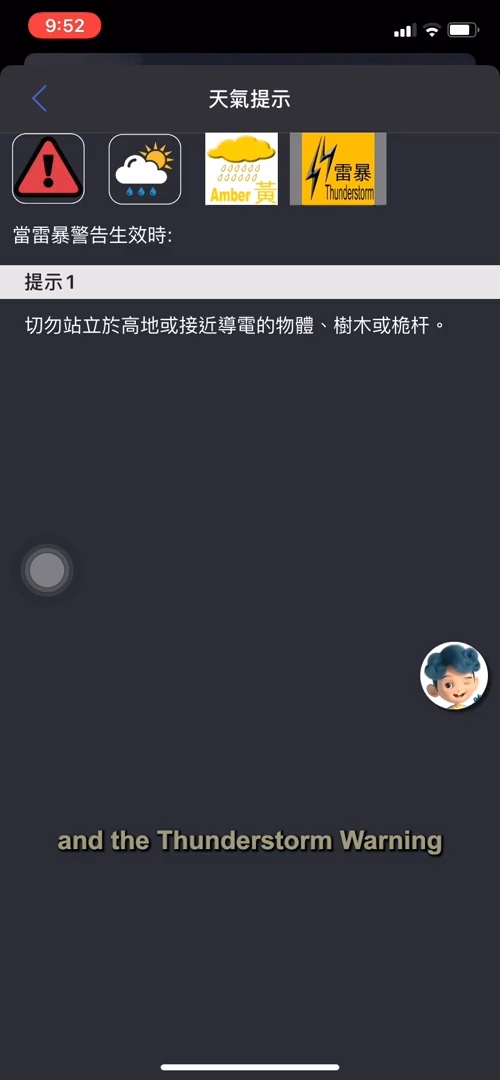 9:52
天氣提示
Amber 黃
雷暴
Thunderstorm
當雷暴警告生效時:
提示1
切勿站立於高地或接近導電的物體、樹木或桅杆。
and the Thunderstorm Warning